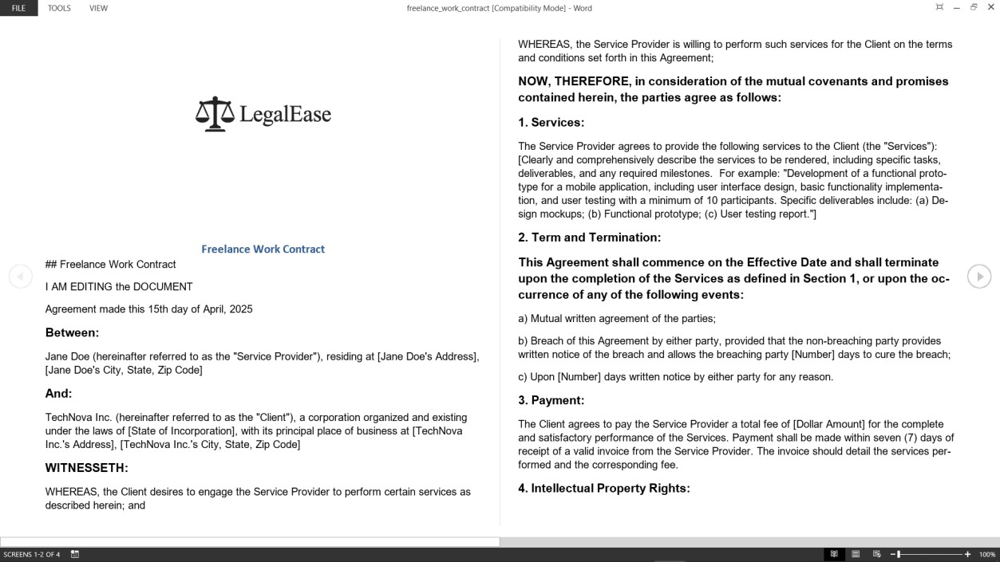 FILE TOOLS VIEW freelance_work_contract [Compatibility Mode] - Word
LegalEase
Freelance Work Contract
## Freelance Work Contract
I AM EDITING the DOCUMENT
Agreement made this 15th day of April, 2025
Between:
Jane Doe (hereinafter referred to as the "Service Provider"), residing at [Jane Doe's Address],
[Jane Doe's City, State, Zip Code]
And:
TechNova Inc. (hereinafter referred to as the "Client"), a corporation organized and existing
under the laws of [State of Incorporation], with its principal place of business at [TechNova
Inc.'s Address], [TechNova Inc.'s City, State, Zip Code]
WITNESSETH:
WHEREAS, the Client desires to engage the Service Provider to perform certain services as
described herein; and
WHEREAS, the Service Provider is willing to perform such services for the Client on the terms
and conditions set forth in this Agreement;
NOW, THEREFORE, in consideration of the mutual covenants and promises
contained herein, the parties agree as follows:
1. Services:
The Service Provider agrees to provide the following services to the Client (the "Services"):
[Clearly and comprehensively describe the services to be rendered, including specific tasks,
deliverables, and any required milestones.  For example: "Development of a functional proto-
type for a mobile application, including user interface design, basic functionality implementa-
tion, and user testing with a minimum of 10 participants. Specific deliverables include: (a) De-
sign mockups; (b) Functional prototype; (c) User testing report."]
2. Term and Termination:
This Agreement shall commence on the Effective Date and shall terminate
upon the completion of the Services as defined in Section 1, or upon the oc-
currence of any of the following events:
a) Mutual written agreement of the parties;
b) Breach of this Agreement by either party, provided that the non-breaching party provides
written notice of the breach and allows the breaching party [Number] days to cure the breach;
c) Upon [Number] days written notice by either party for any reason.
3. Payment:
The Client agrees to pay the Service Provider a total fee of [Dollar Amount] for the complete
and satisfactory performance of the Services. Payment shall be made within seven (7) days of
receipt of a valid invoice from the Service Provider. The invoice should detail the services per-
formed and the corresponding fee.
4. Intellectual Property Rights:
SCREENS 1-2 OF 4 100%